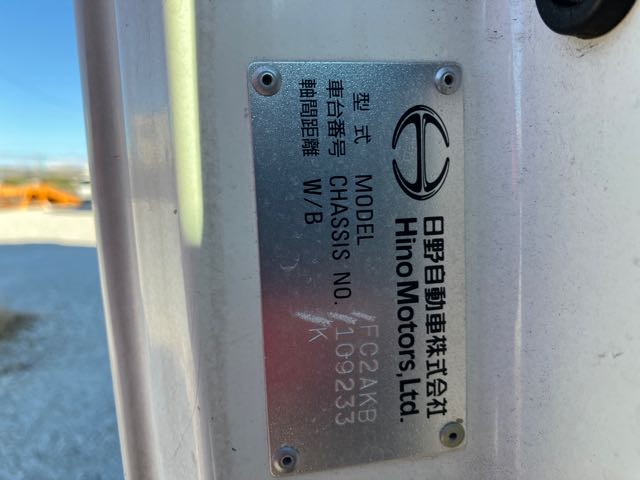 日野自動車株式会社
Hino Motors, Ltd.
型式 MODEL FC2AKB
車台番号 CHASSIS NO. 109233
軸間距離 W/B K